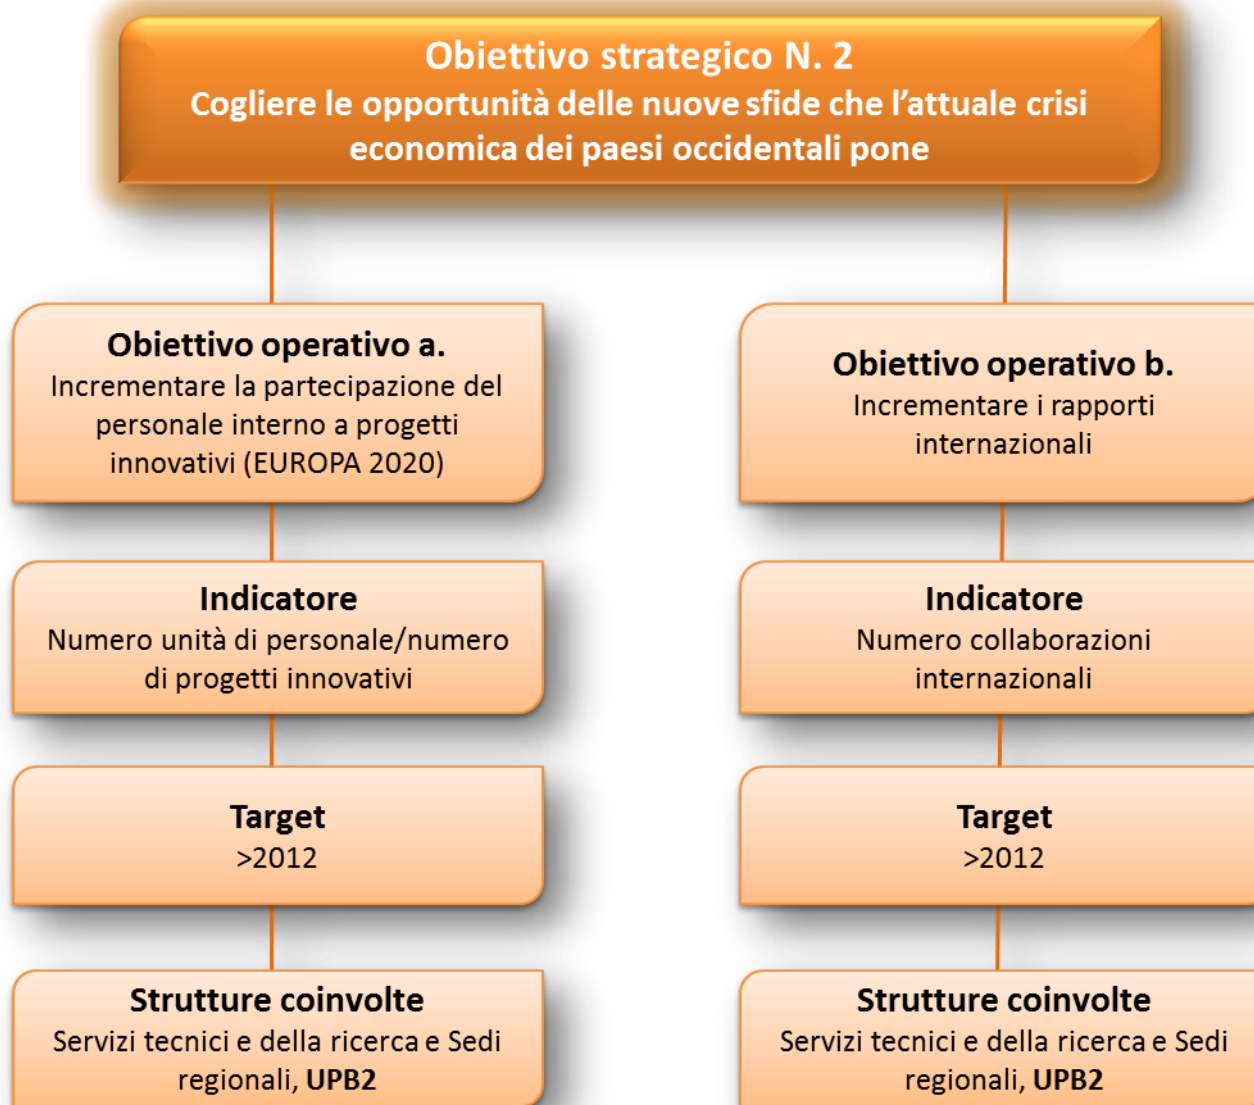 Obiettivo strategico N. 2
Cogliere le opportunità delle nuove sfide che l’attuale crisi
economica dei paesi occidentali pone
Obiettivo operativo a.
Incrementare la partecipazione del
personale interno a progetti
innovativi (EUROPA 2020)
Indicatore
Numero unità di personale/numero
di progetti innovativi
Target
>2012
Strutture coinvolte
Servizi tecnici e della ricerca e Sedi
regionali, UPB2
Obiettivo operativo b.
Incrementare i rapporti
internazionali
Indicatore
Numero collaborazioni
internazionali
Target
>2012
Strutture coinvolte
Servizi tecnici e della ricerca e Sedi
regionali, UPB2